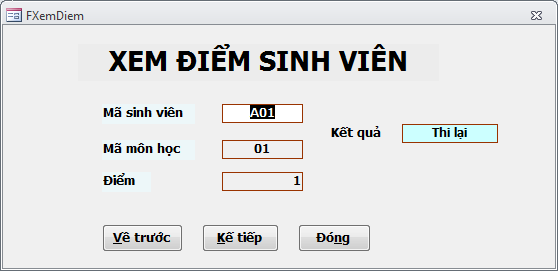 FXemDiem
XEM ĐIỂM SINH VIÊN
Mã sinh viên A01
Kết quả Thi lại
Mã môn học 01
Điểm 1
Về trước Kế tiếp Đóng